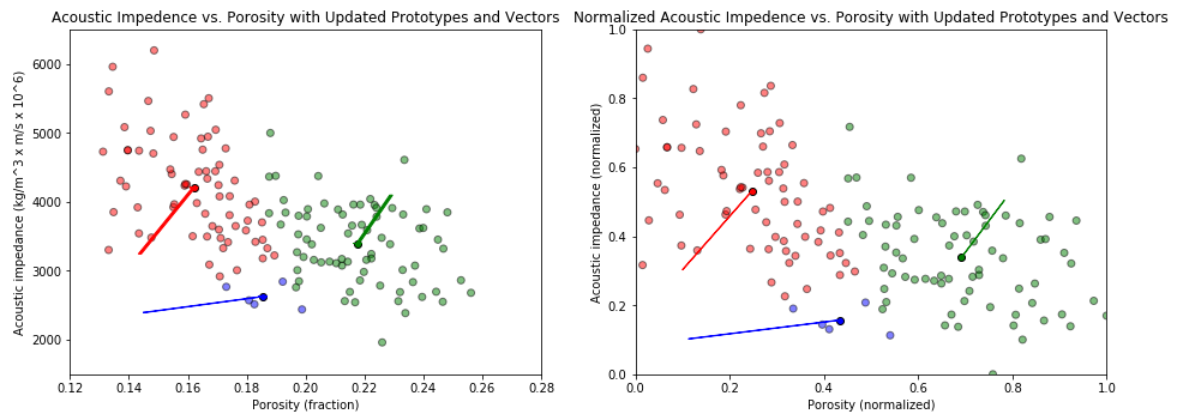 Acoustic Impedence vs. Porosity with Updated Prototypes and Vectors
Acoustic impedance (kg/m^3 x m/s x 10^6)
6000
5000
4000
3000
2000
0.12 0.14 0.16 0.18 0.20 0.22 0.24 0.26 0.28
Porosity (fraction)
Normalized Acoustic Impedence vs. Porosity with Updated Prototypes and Vectors
Acoustic impedance (normalized)
1.0
0.8
0.6
0.4
0.2
0.0
0.0 0.2 0.4 0.6 0.8 1.0
Porosity (normalized)